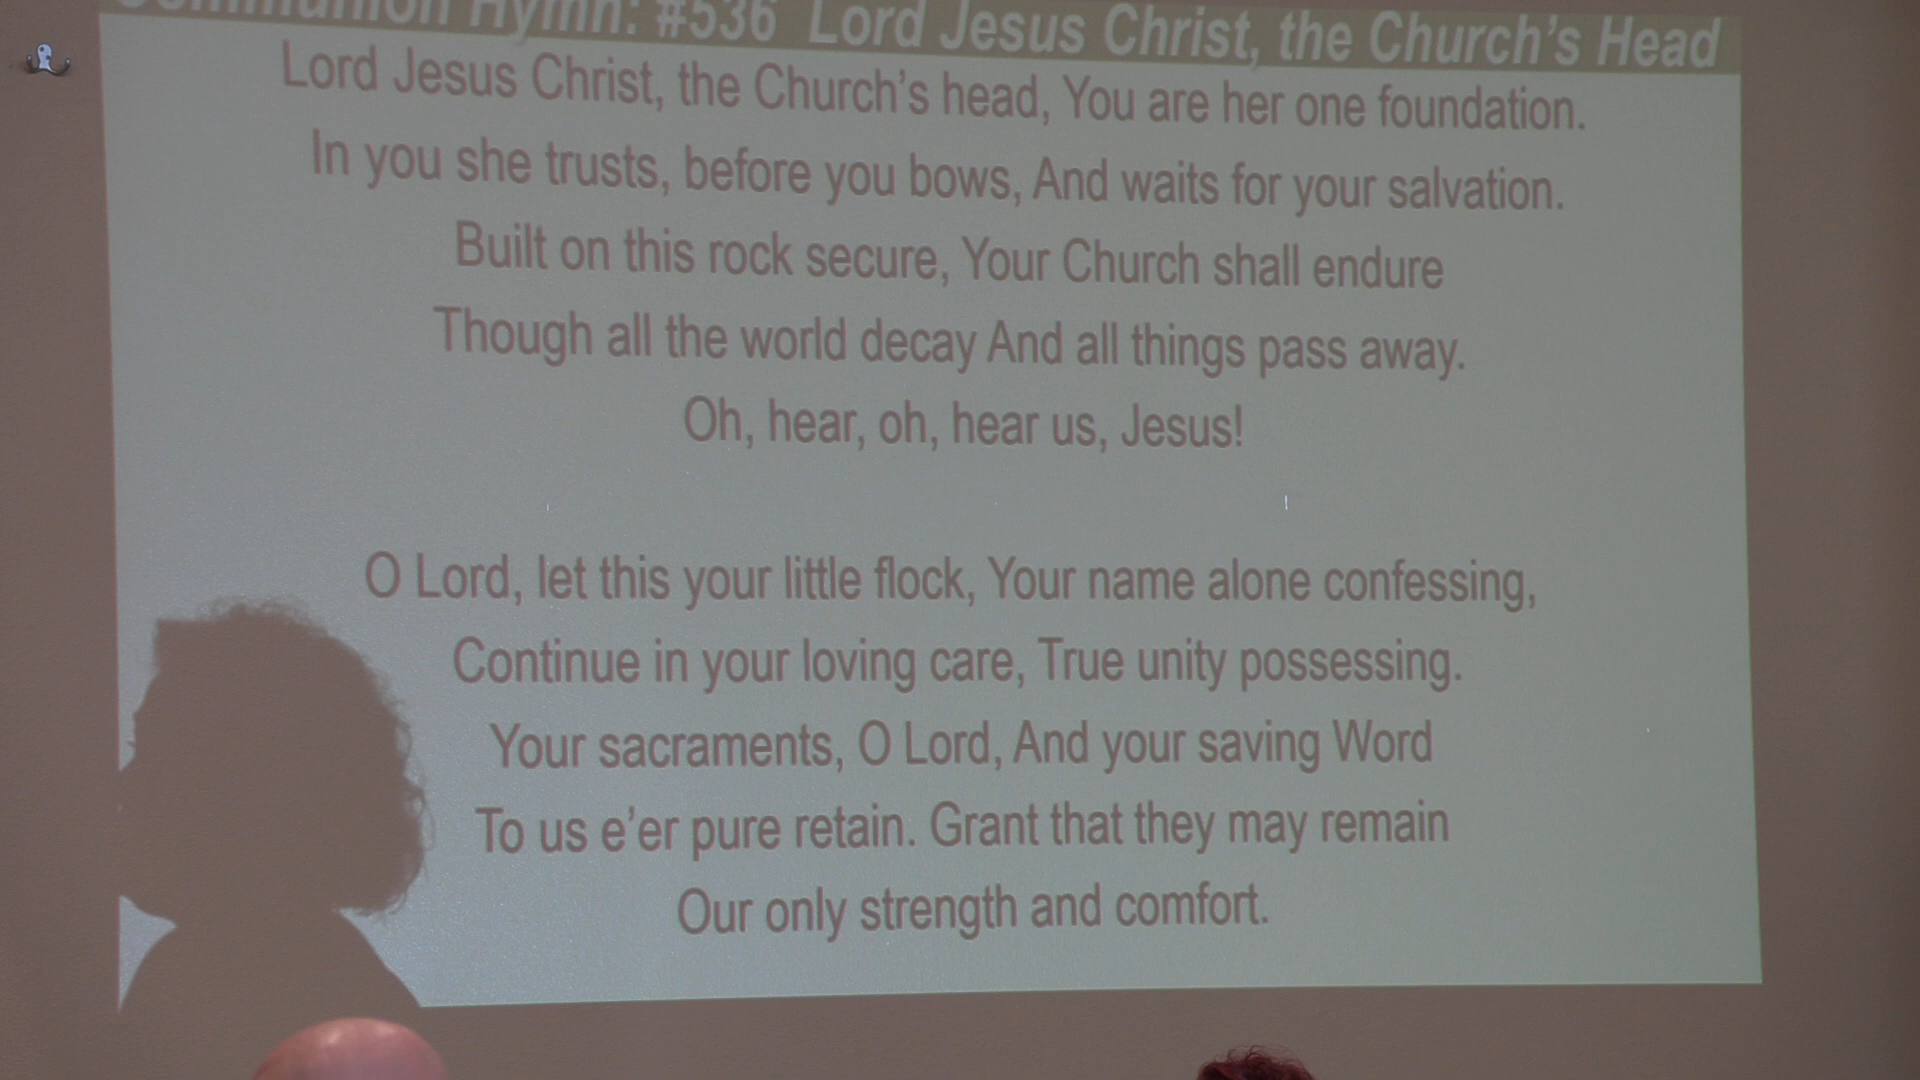 Communion Hymn: #536 Lord Jesus Christ, the Church's Head
Lord Jesus Christ, the Church's head, You are her one foundation.
In you she trusts, before you bows, And waits for your salvation.
Built on this rock secure, Your Church shall endure
Though all the world decay And all things pass away.
Oh, hear, oh, hear us, Jesus!
O Lord, let this your little flock, Your name alone confessing,
Continue in your loving care, True unity possessing.
Your sacraments, O Lord, And your saving Word
To us e'er pure retain. Grant that they may remain
Our only strength and comfort.